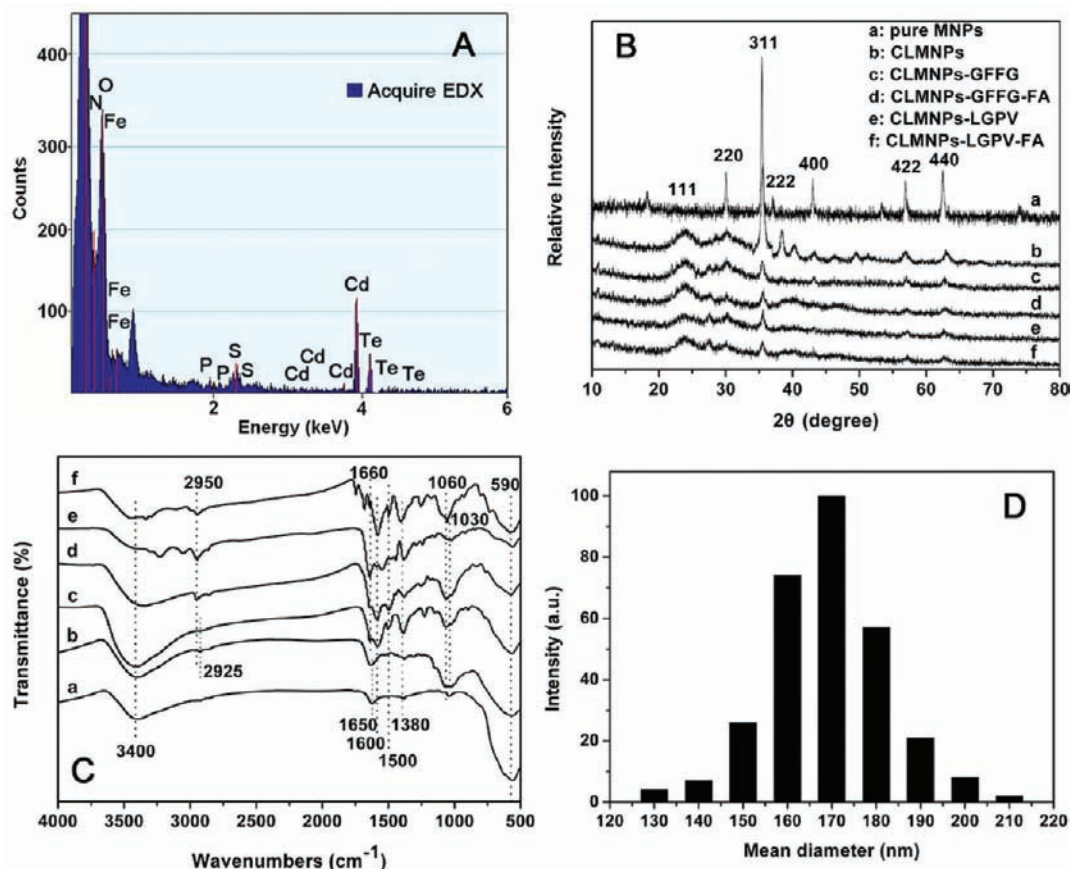 A
Acquire EDX
400
300
200
100
Counts
N
O
Fe
Fe
Fe
P
P
S
S
Cd
Cd
Cd
Cd
Te
Te
Te
2
4
6
Energy (keV)
B
a: pure MNPs
b: CLMNPs
c: CLMNPs-GFFG
d: CLMNPs-GFFG-FA
e: CLMNPs-LGPV
f: CLMNPs-LGPV-FA
Relative Intensity
111
220
311
222
400
422
440
a
b
c
d
e
f
10 20 30 40 50 60 70 80
2θ (degree)
C
Transmittance (%)
f
e
d
c
b
a
2950
1660
1060
590
1030
2925
3400
1650
1380
1600
1500
4000 3500 3000 2500 2000 1500 1000 500
Wavenumbers (cm⁻¹)
D
Intensity (a.u.)
100
80
60
40
20
0
120 130 140 150 160 170 180 190 200 210 220
Mean diameter (nm)